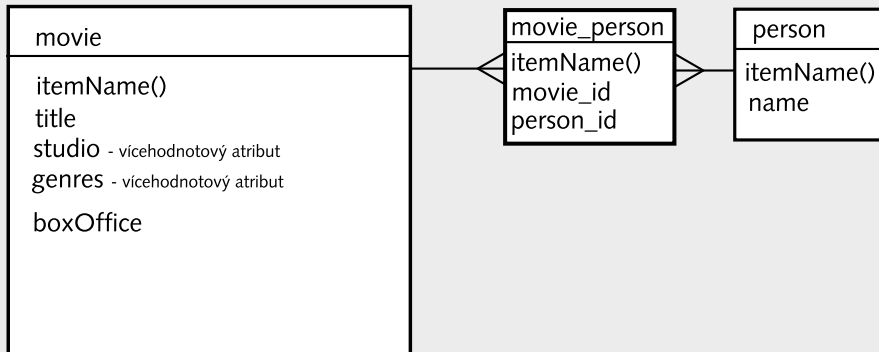 movie
itemName()
title
studio - vícehodnotový atribut
genres - vícehodnotový atribut
boxOffice
movie_person
itemName()
movie_id
person_id
person
itemName()
name